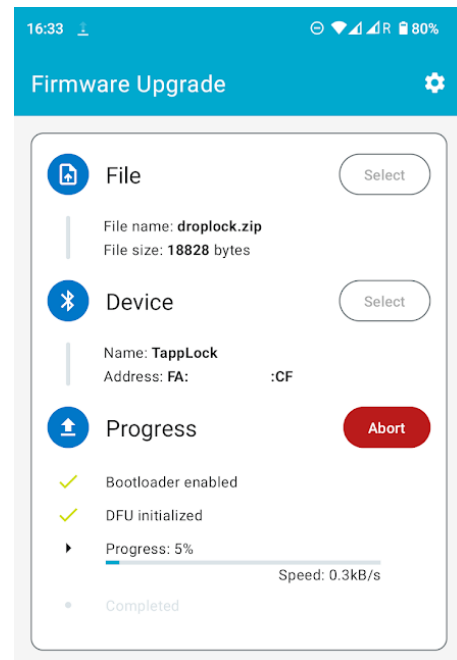 16:33 R 80%
Firmware Upgrade
File Select
File name: droplock.zip
File size: 18828 bytes
Device Select
Name: TappLock
Address: FA: :CF
Progress Abort
Bootloader enabled
DFU initialized
Progress: 5%
Speed: 0.3kB/s
Completed